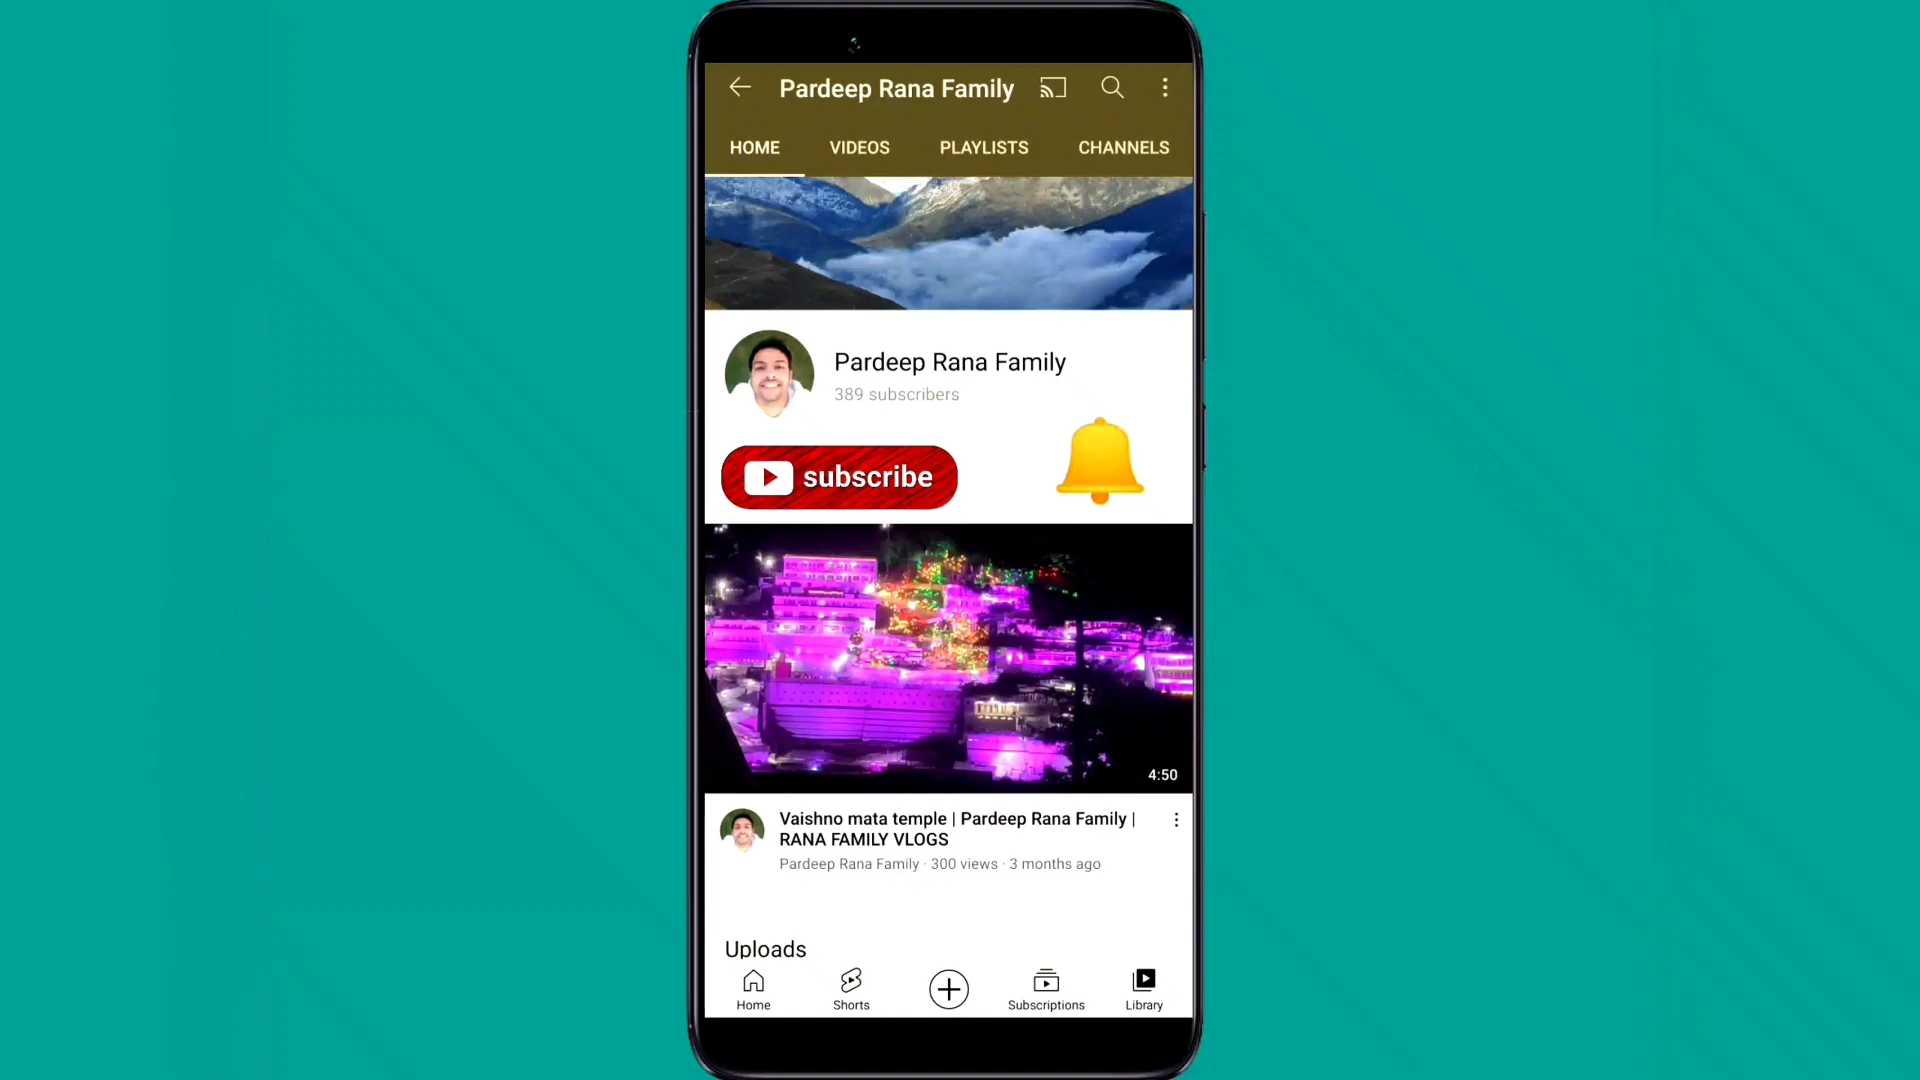 Pardeep Rana Family
HOME VIDEOS PLAYLISTS CHANNELS
Pardeep Rana Family
389 subscribers
subscribe
4:50
Vaishno mata temple | Pardeep Rana Family |
RANA FAMILY VLOGS
Pardeep Rana Family · 300 views · 3 months ago
Uploads
Home Shorts Subscriptions Library